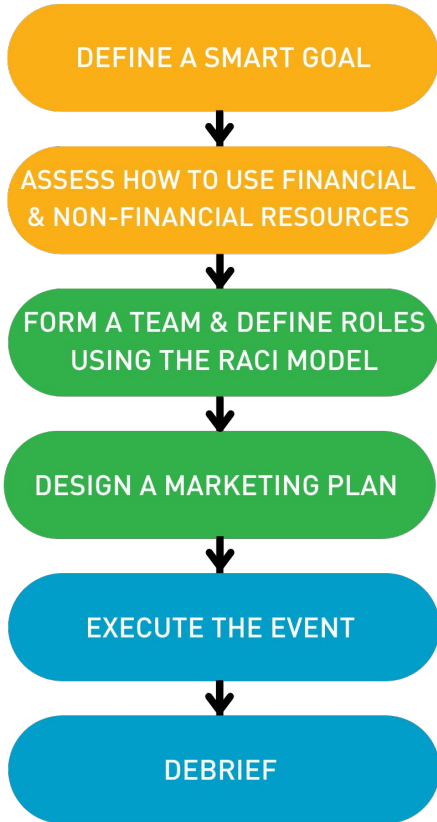 DEFINE A SMART GOAL
ASSESS HOW TO USE FINANCIAL
& NON-FINANCIAL RESOURCES
FORM A TEAM & DEFINE ROLES
USING THE RACI MODEL
DESIGN A MARKETING PLAN
EXECUTE THE EVENT
DEBRIEF